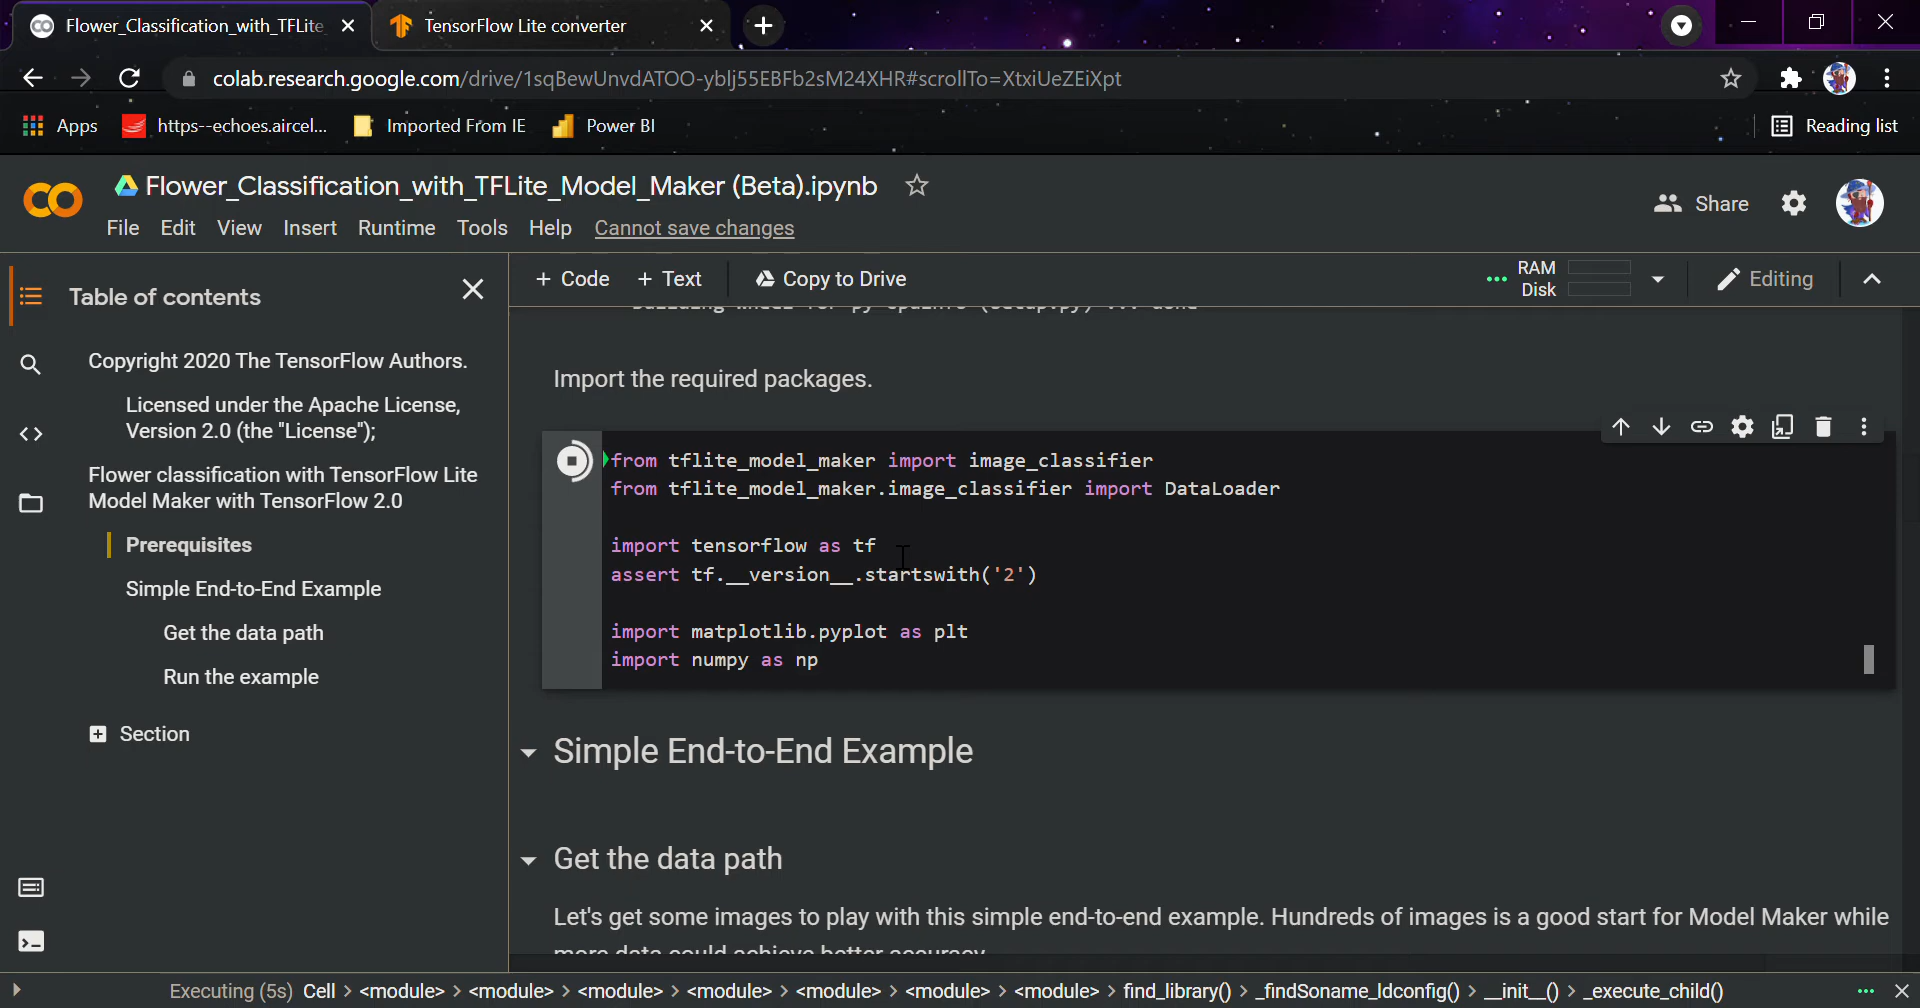 Flower_Classification_with_TFLite
TensorFlow Lite converter
colab.research.google.com/drive/1sqBewUnvdATOO-yblj55EBFb2sM24XHR#scrollTo=XtxiUeZEiXpt
Apps
https--echoes.aircel...
Imported From IE
Power BI
Reading list
Flower_Classification_with_TFLite_Model_Maker (Beta).ipynb
Share
File Edit View Insert Runtime Tools Help Cannot save changes
Table of contents
+ Code + Text
Copy to Drive
RAM
Disk
Editing
Copyright 2020 The TensorFlow Authors.
Licensed under the Apache License,
Version 2.0 (the "License");
Flower classification with TensorFlow Lite
Model Maker with TensorFlow 2.0
Prerequisites
Simple End-to-End Example
Get the data path
Run the example
Section
Import the required packages.
from tflite_model_maker import image_classifier
from tflite_model_maker.image_classifier import DataLoader
import tensorflow as tf
assert tf.__version__.startswith('2')
import matplotlib.pyplot as plt
import numpy as np
Simple End-to-End Example
Get the data path
Let's get some images to play with this simple end-to-end example. Hundreds of images is a good start for Model Maker while
more data could achieve better accuracy.
Executing (5s) Cell > <module> > <module> > <module> > <module> > <module> > <module> > <module> > find_library() > _findSoname_ldconfig() > __init__() > _execute_child()